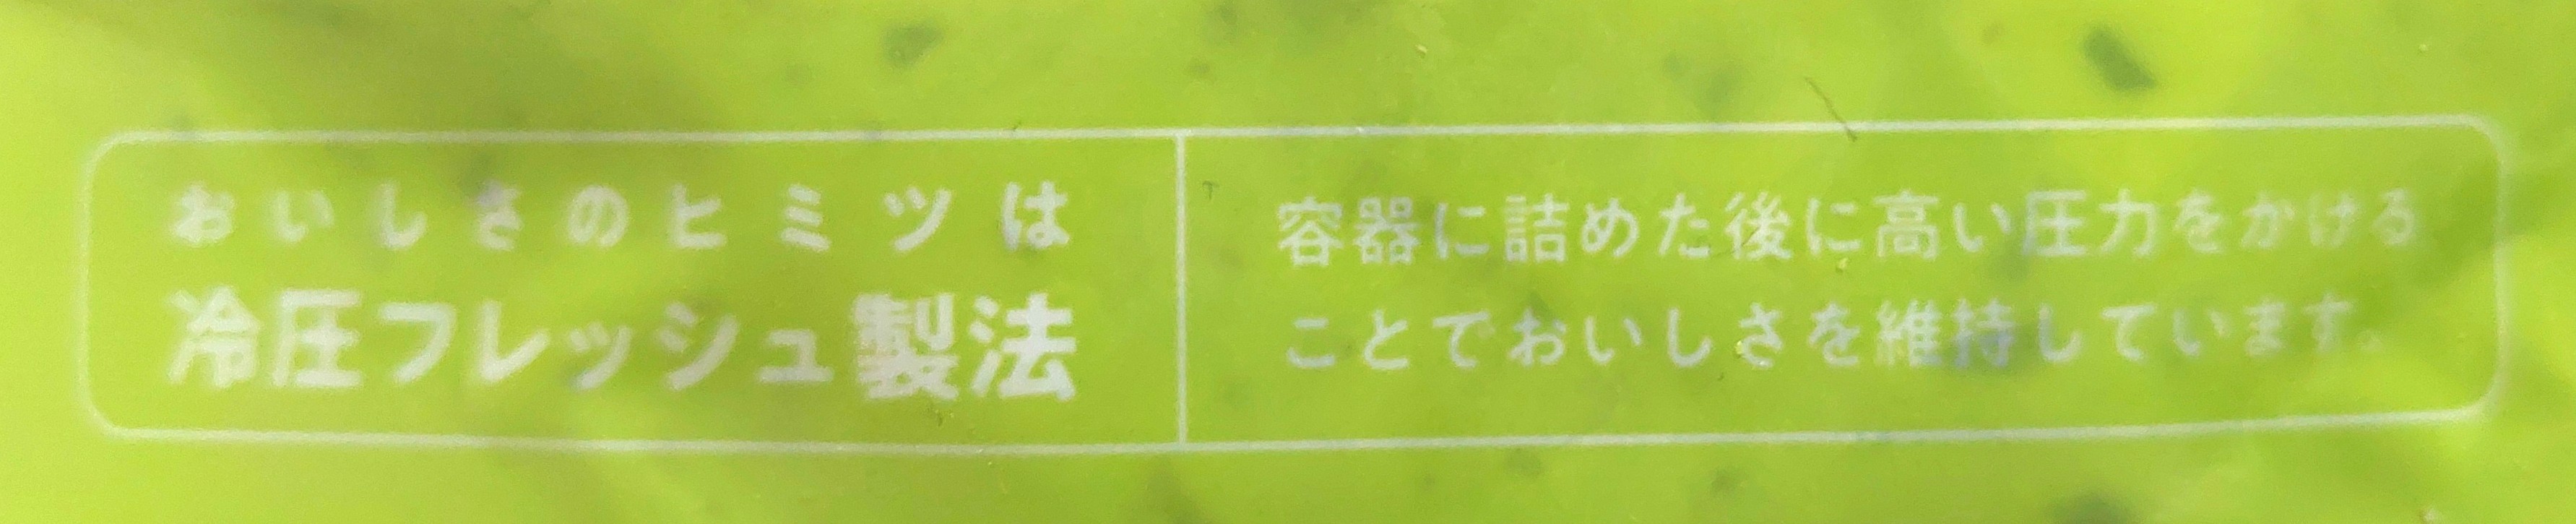 おいしさのヒミツは
冷圧フレッシュ製法
容器に詰めた後に高い圧力をかける
ことでおいしさを維持しています。